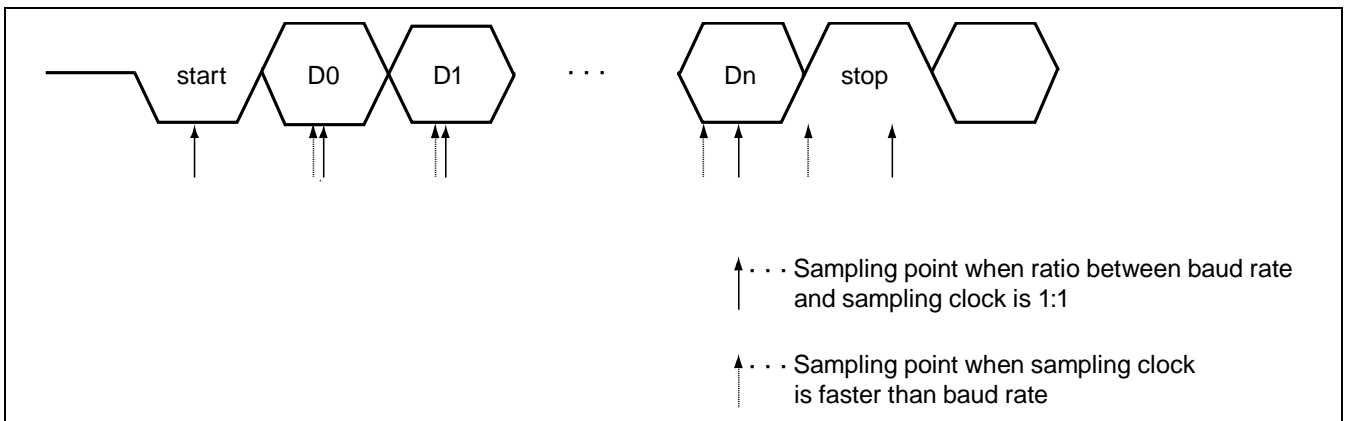 start D0 D1 · · · Dn stop
· · · Sampling point when ratio between baud rate
and sampling clock is 1:1
· · · Sampling point when sampling clock
is faster than baud rate